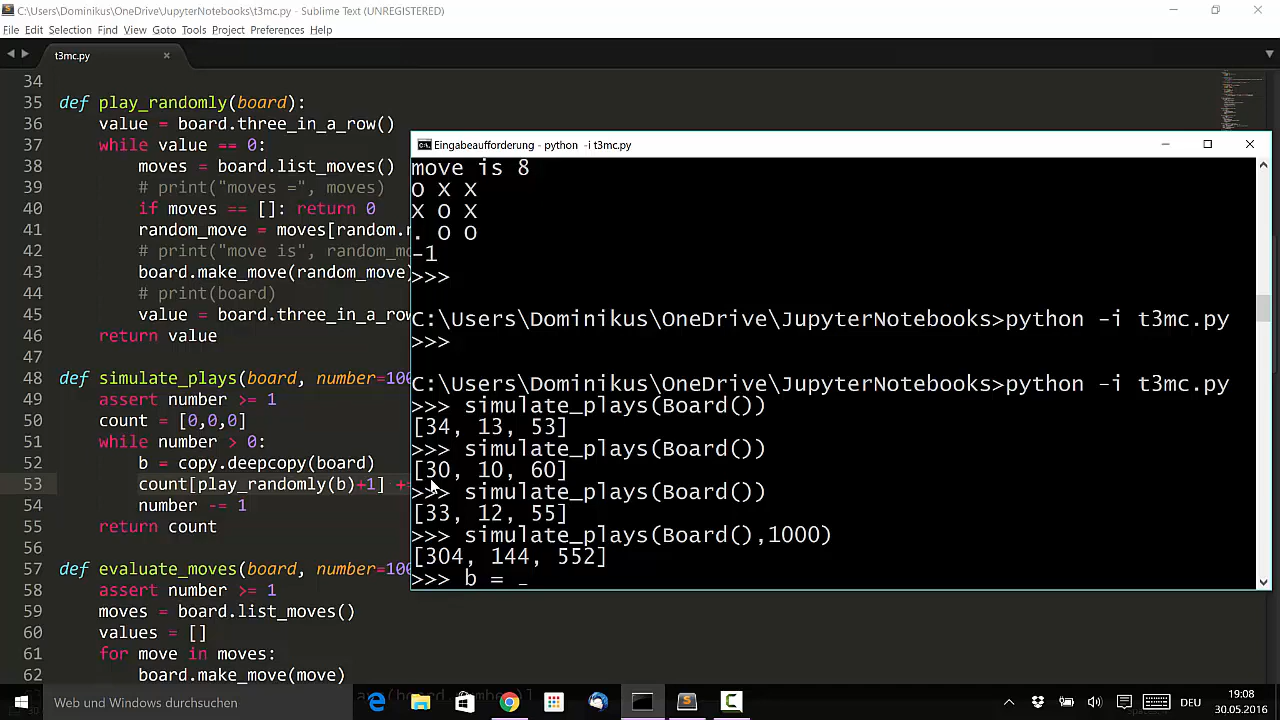 C:\Users\Dominikus\OneDrive\JupyterNotebooks\t3mc.py - Sublime Text (UNREGISTERED)
File Edit Selection Find View Goto Tools Project Preferences Help
t3mc.py
34
35 def play_randomly(board):
36 value = board.three_in_a_row()
37 while value == 0:
38 moves = board.list_moves()
39 # print("moves =", moves)
40 if moves == []: return 0
41 random_move = moves[random.r
42 # print("move is", random_mo
43 board.make_move(random_move)
44 # print(board)
45 value = board.three_in_a_row
46 return value
47
48 def simulate_plays(board, number=100
49 assert number >= 1
50 count = [0,0,0]
51 while number > 0:
52 b = copy.deepcopy(board)
53 count[play_randomly(b)+1] +=
54 number -= 1
55 return count
56
57 def evaluate_moves(board, number=100
58 assert number >= 1
59 moves = board.list_moves()
60 values = []
61 for move in moves:
62 board.make_move(move)
Eingabeaufforderung - python -i t3mc.py
move is 8
O X X
X O X
. O O
-1
>>>
C:\Users\Dominikus\OneDrive\JupyterNotebooks>python -i t3mc.py
>>>
C:\Users\Dominikus\OneDrive\JupyterNotebooks>python -i t3mc.py
>>> simulate_plays(Board())
[34, 13, 53]
>>> simulate_plays(Board())
[30, 10, 60]
>>> simulate_plays(Board())
[33, 12, 55]
>>> simulate_plays(Board(),1000)
[304, 144, 552]
>>> b = _
Web und Windows durchsuchen
DEU
19:08
30.05.2016